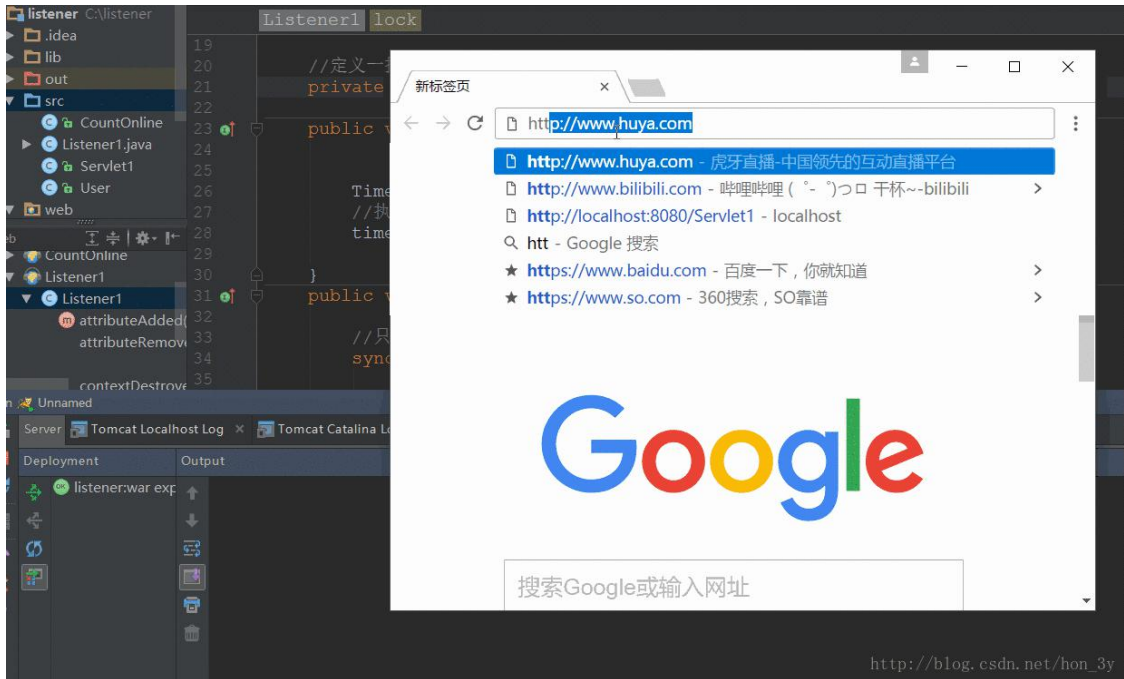 listener C:\listener
Listener1 lock
.idea
lib
out
src
CountOnline
Listener1.java
Servlet1
User
web
CountOnline
Listener1
Listener1
attributeAdded(
attributeRemov
contextDestrove
19
20 //定义一
21 private
22
23 public
24
25
26 Time
27 //执
28 time
29
30 }
31 public
32
33 //只
34 sync
35
新标签页
http://www.huya.com
http://www.huya.com - 虎牙直播-中国领先的互动直播平台
http://www.bilibili.com - 哔哩哔哩 ( ゜- ゜)つロ 干杯~-bilibili
http://localhost:8080/Servlet1 - localhost
htt - Google 搜索
https://www.baidu.com - 百度一下，你就知道
https://www.so.com - 360搜索，SO靠谱
Google
搜索Google或输入网址
Unnamed
Server Tomcat Localhost Log Tomcat Catalina Lo
Deployment Output
OK listener:war exp
http://blog.csdn.net/hon_3y